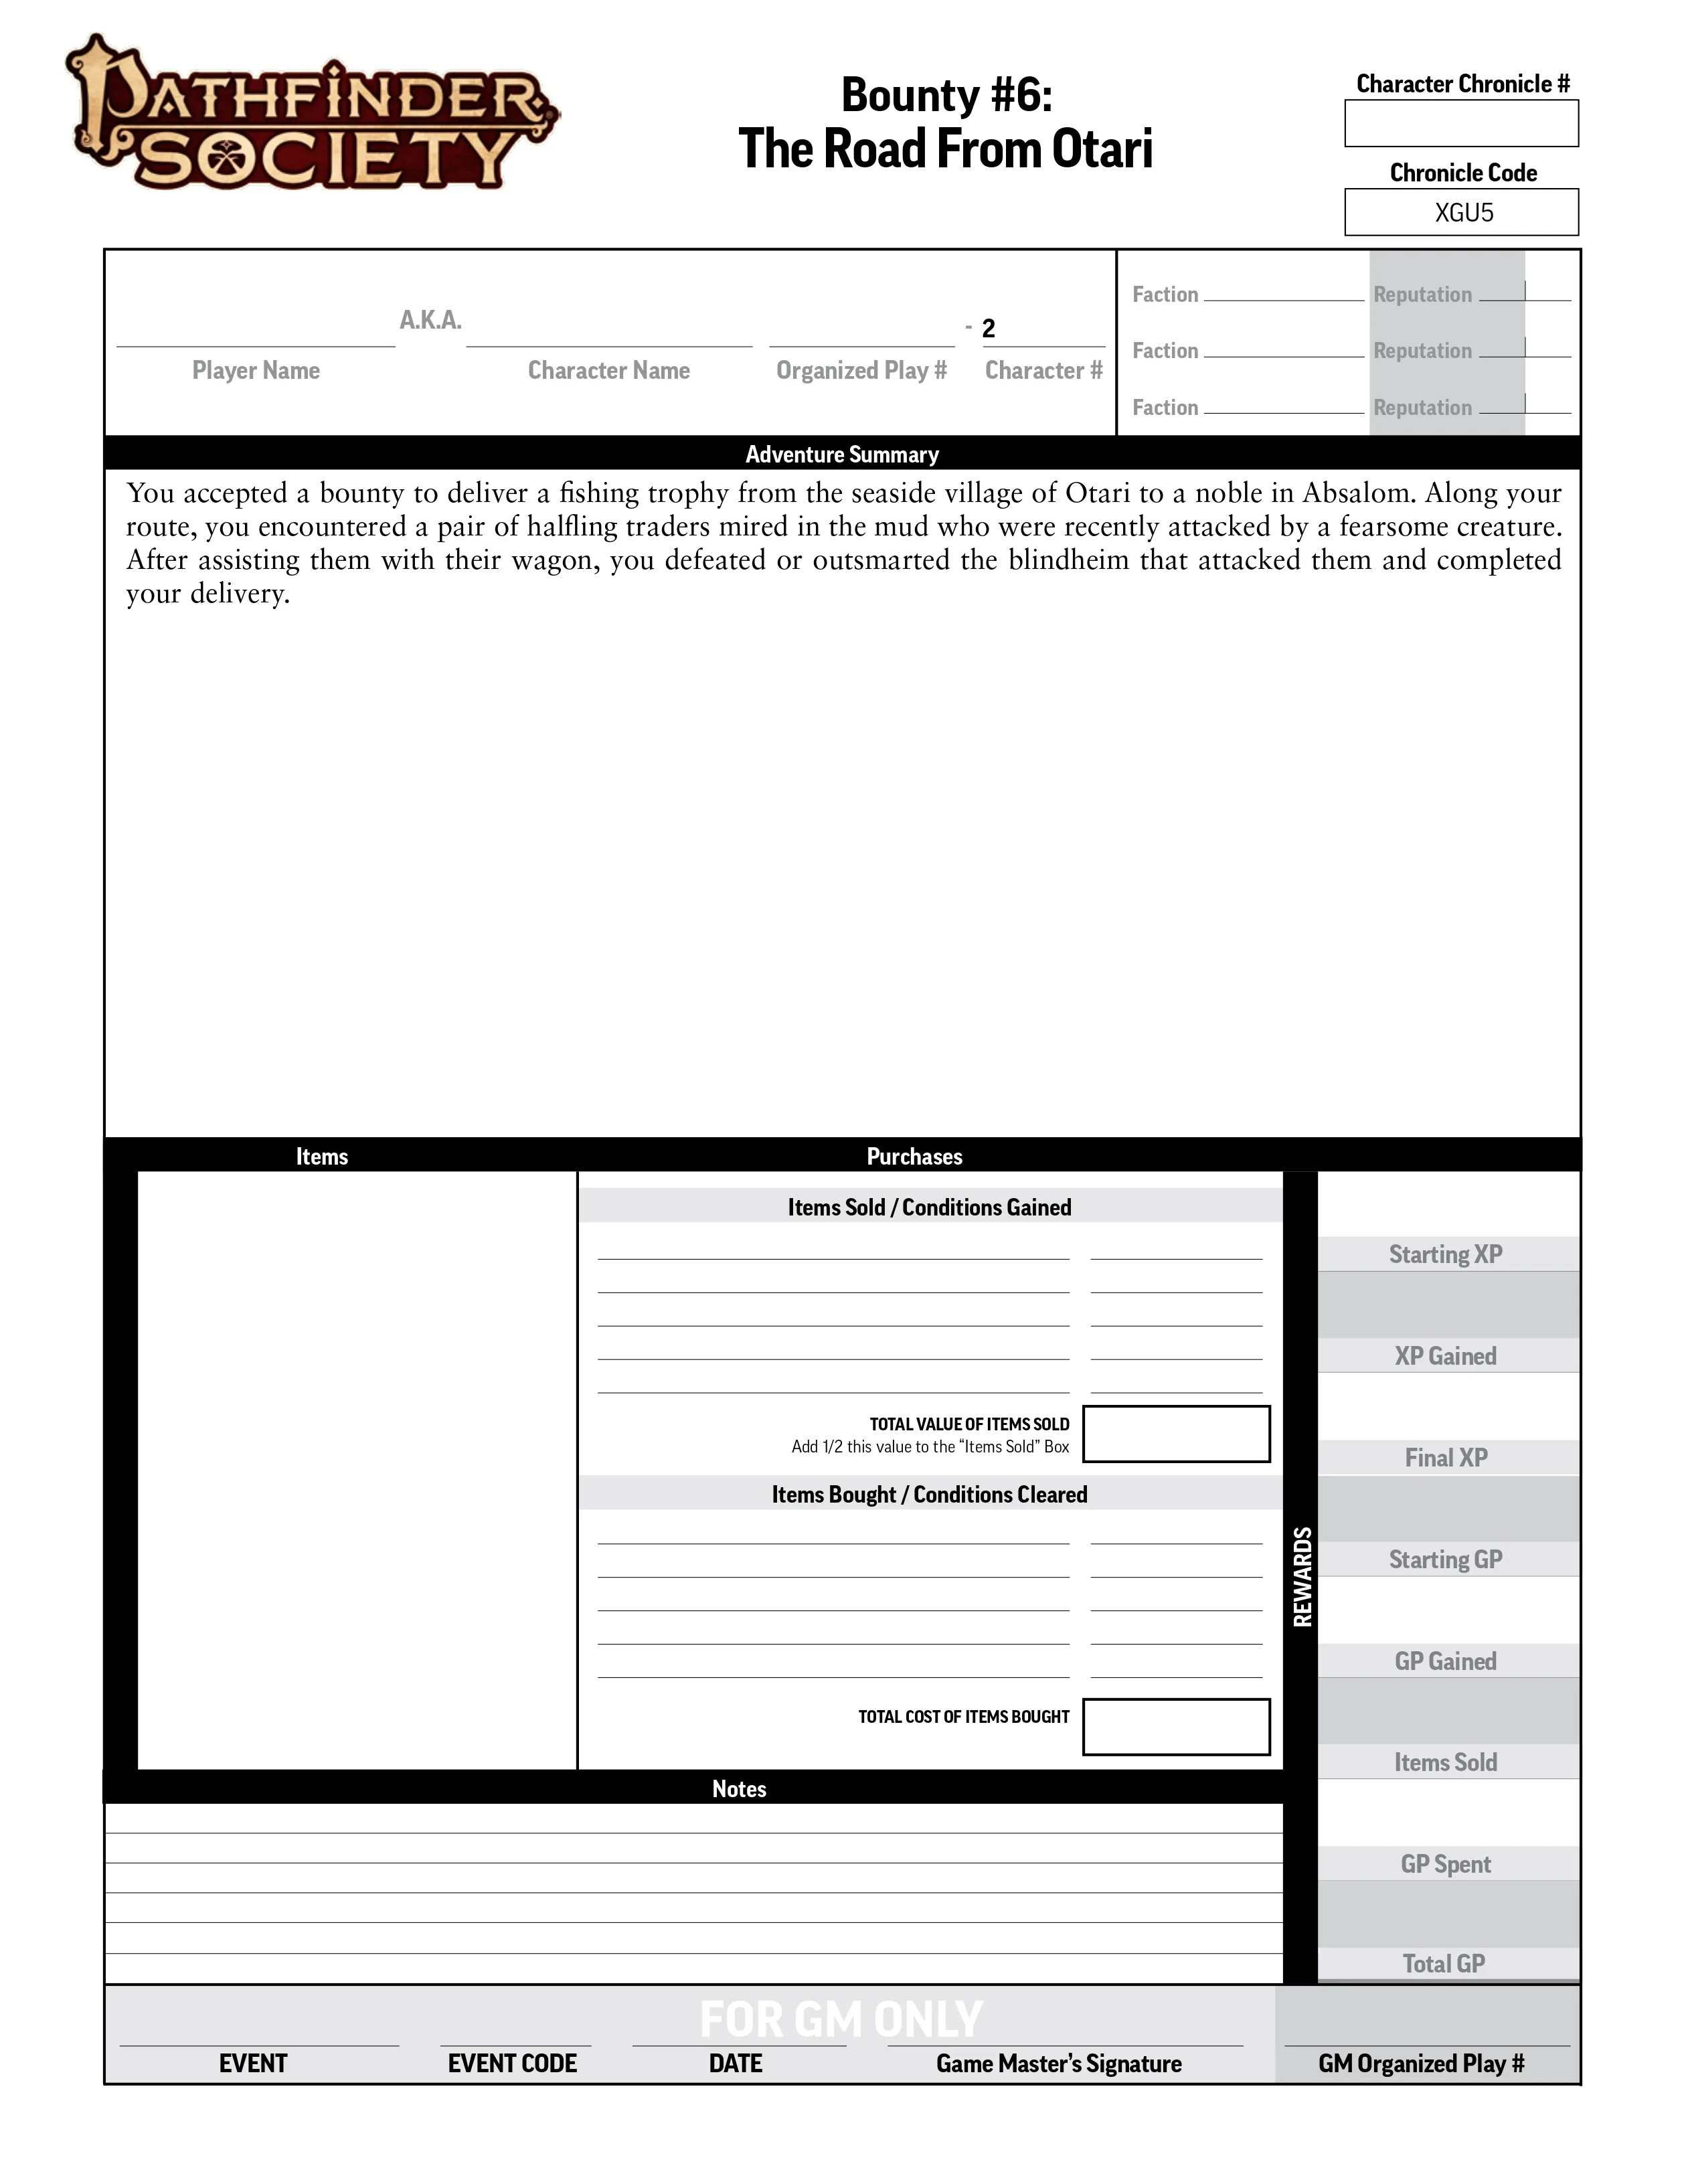 PATHFINDER
SOCIETY
Bounty #6:
The Road From Otari
Character Chronicle #
Chronicle Code
XGU5
A.K.A.
- 2
Player Name
Character Name
Organized Play #
Character #
Faction
Reputation
Faction
Reputation
Faction
Reputation
Adventure Summary
You accepted a bounty to deliver a fishing trophy from the seaside village of Otari to a noble in Absalom. Along your
route, you encountered a pair of halfling traders mired in the mud who were recently attacked by a fearsome creature.
After assisting them with their wagon, you defeated or outsmarted the blindheim that attacked them and completed
your delivery.
Items
Purchases
Items Sold / Conditions Gained
TOTAL VALUE OF ITEMS SOLD
Add 1/2 this value to the “Items Sold” Box
Items Bought / Conditions Cleared
TOTAL COST OF ITEMS BOUGHT
REWARDS
Starting XP
XP Gained
Final XP
Starting GP
GP Gained
Items Sold
GP Spent
Total GP
Notes
FOR GM ONLY
EVENT
EVENT CODE
DATE
Game Master’s Signature
GM Organized Play #